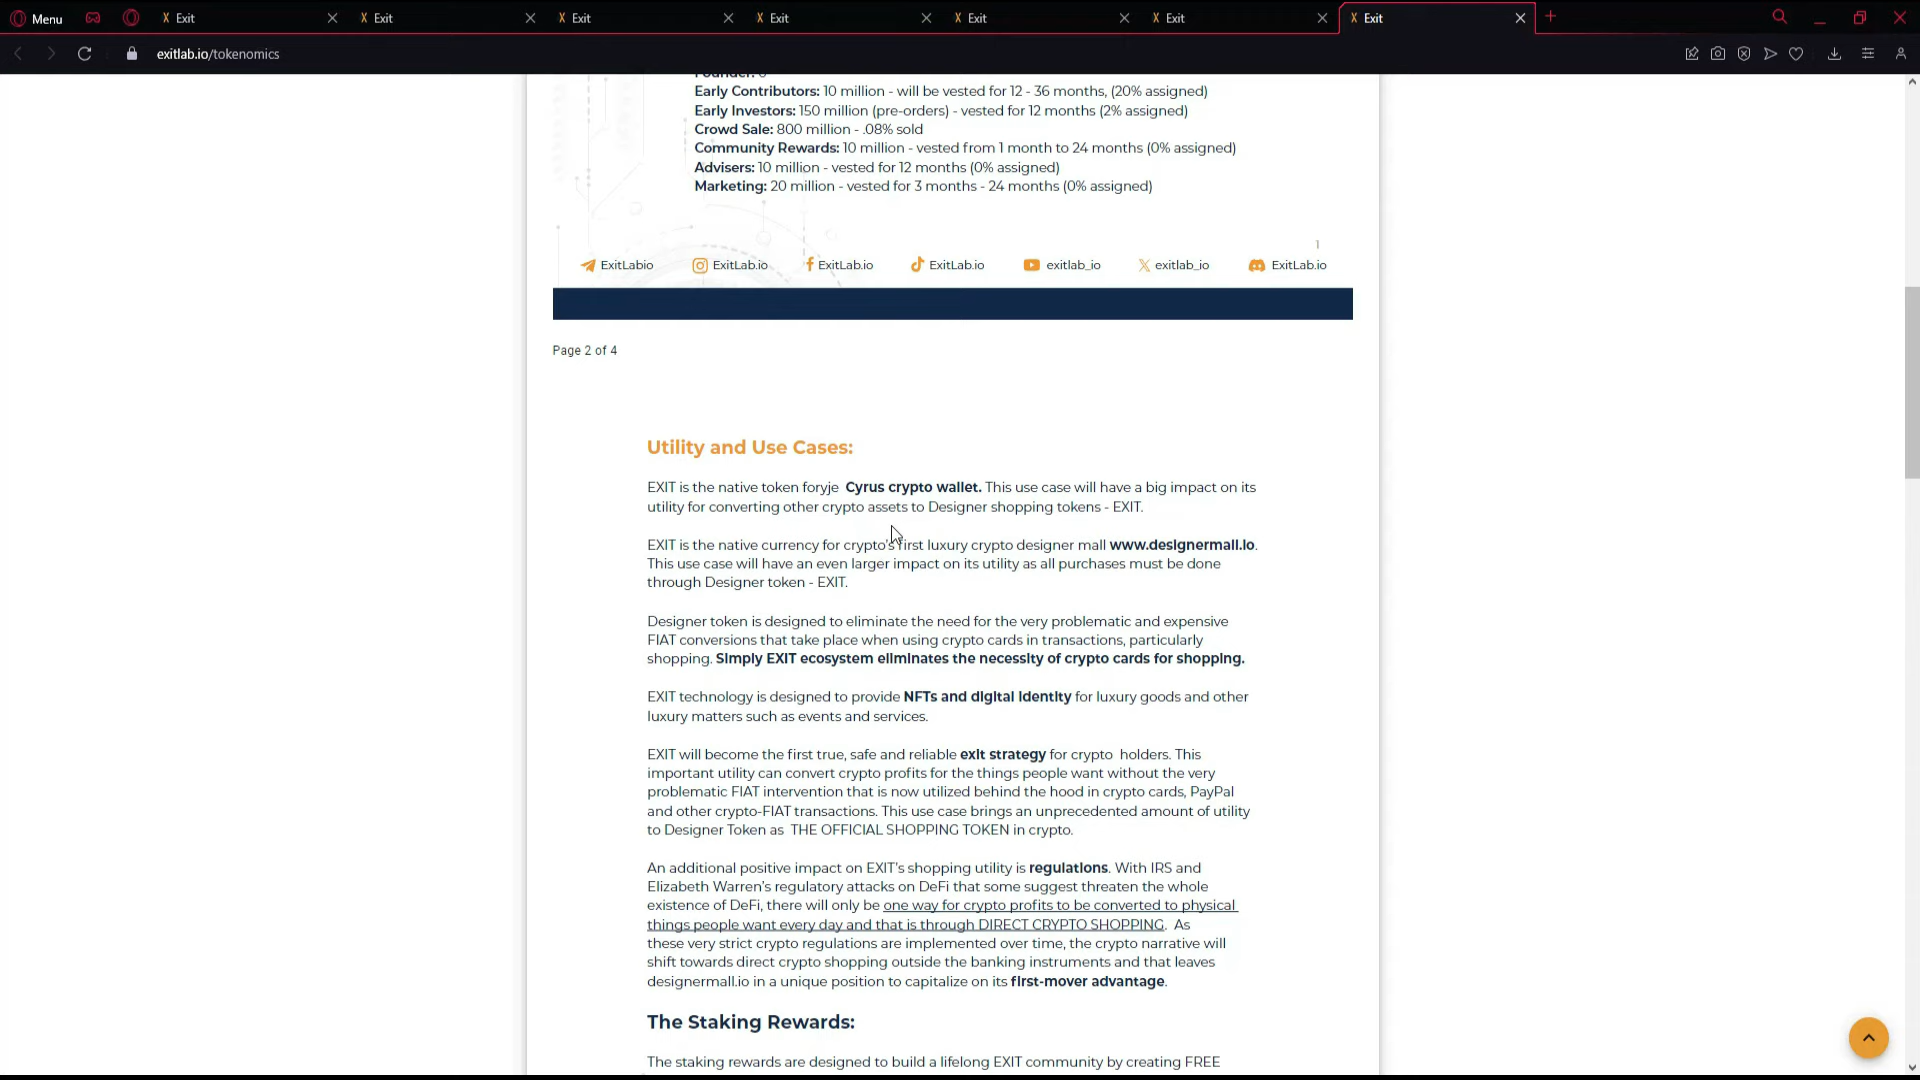 Menu
Exit
Exit
Exit
Exit
Exit
Exit
Exit
exitlab.io/tokenomics
Early Contributors: 10 million - will be vested for 12 - 36 months, (20% assigned)
Early Investors: 150 million (pre-orders) - vested for 12 months (2% assigned)
Crowd Sale: 800 million - .08% sold
Community Rewards: 10 million - vested from 1 month to 24 months (0% assigned)
Advisers: 10 million - vested for 12 months (0% assigned)
Marketing: 20 million - vested for 3 months - 24 months (0% assigned)
1
ExitLabio
ExitLab.io
ExitLab.io
ExitLab.io
exitlab_io
exitlab_io
ExitLab.io
Page 2 of 4
Utility and Use Cases:
EXIT is the native token foryje Cyrus crypto wallet. This use case will have a big impact on its
utility for converting other crypto assets to Designer shopping tokens - EXIT.
EXIT is the native currency for crypto's first luxury crypto designer mall www.designermall.io.
This use case will have an even larger impact on its utility as all purchases must be done
through Designer token - EXIT.
Designer token is designed to eliminate the need for the very problematic and expensive
FIAT conversions that take place when using crypto cards in transactions, particularly
shopping. Simply EXIT ecosystem eliminates the necessity of crypto cards for shopping.
EXIT technology is designed to provide NFTs and digital identity for luxury goods and other
luxury matters such as events and services.
EXIT will become the first true, safe and reliable exit strategy for crypto holders. This
important utility can convert crypto profits for the things people want without the very
problematic FIAT intervention that is now utilized behind the hood in crypto cards, PayPal
and other crypto-FIAT transactions. This use case brings an unprecedented amount of utility
to Designer Token as THE OFFICIAL SHOPPING TOKEN in crypto.
An additional positive impact on EXIT's shopping utility is regulations. With IRS and
Elizabeth Warren's regulatory attacks on DeFi that some suggest threaten the whole
existence of DeFi, there will only be one way for crypto profits to be converted to physical
things people want every day and that is through DIRECT CRYPTO SHOPPING. As
these very strict crypto regulations are implemented over time, the crypto narrative will
shift towards direct crypto shopping outside the banking instruments and that leaves
designermall.io in a unique position to capitalize on its first-mover advantage.
The Staking Rewards:
The staking rewards are designed to build a lifelong EXIT community by creating FREE